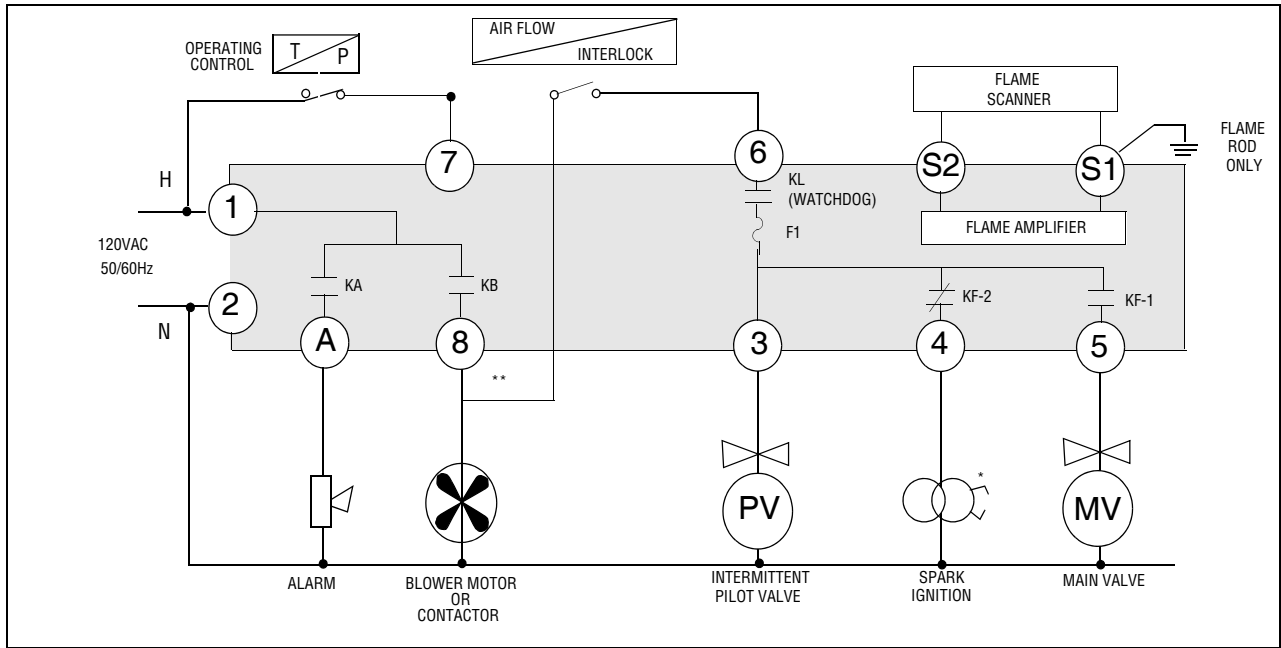 AIR FLOW
INTERLOCK
OPERATING
CONTROL
T
P
FLAME
SCANNER
FLAME
ROD
ONLY
7
6
S2
S1
H
KL
(WATCHDOG)
1
F1
FLAME AMPLIFIER
120VAC
50/60Hz
KA
KB
KF-2
KF-1
2
N
A
8
3
4
5
**
*
PV
MV
ALARM
BLOWER MOTOR
OR
CONTACTOR
INTERMITTENT
PILOT VALVE
SPARK
IGNITION
MAIN VALVE